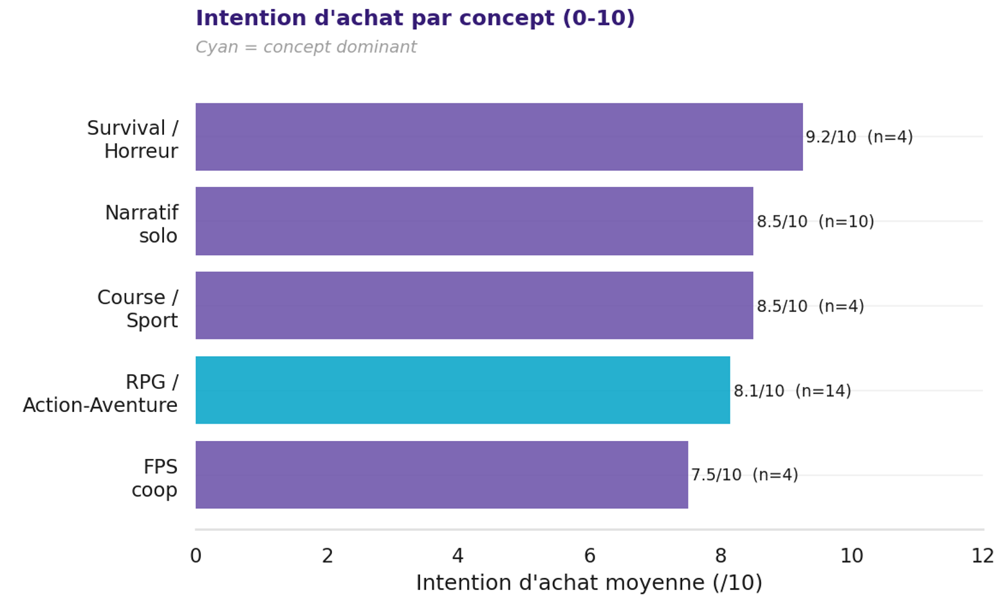 Intention d'achat par concept (0-10)
Cyan = concept dominant
Survival /
Horreur
9.2/10  (n=4)
Narratif
solo
8.5/10  (n=10)
Course /
Sport
8.5/10  (n=4)
RPG /
Action-Aventure
8.1/10  (n=14)
FPS
coop
7.5/10  (n=4)
0 2 4 6 8 10 12
Intention d'achat moyenne (/10)